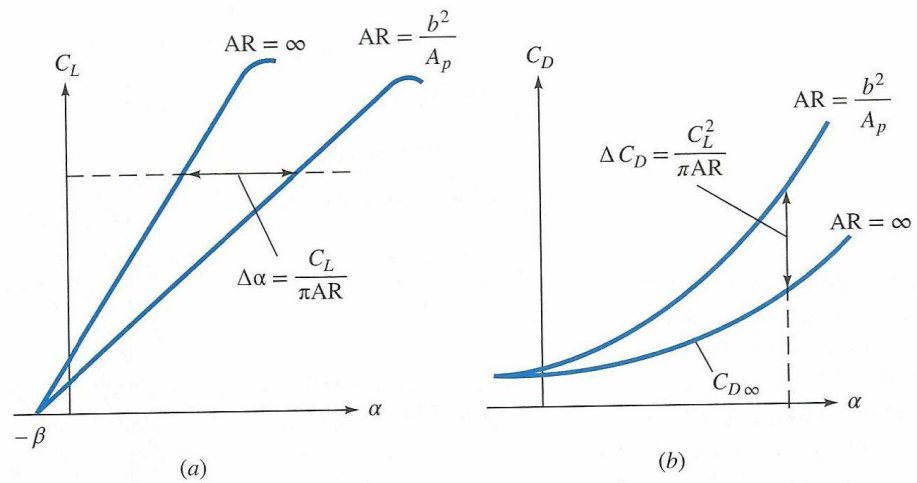 C_L
AR = ∞
AR = b²/A_p
Δα = C_L/πAR
α
−β
(a)
C_D
AR = b²/A_p
ΔC_D = C_L²/πAR
AR = ∞
C_D∞
α
(b)